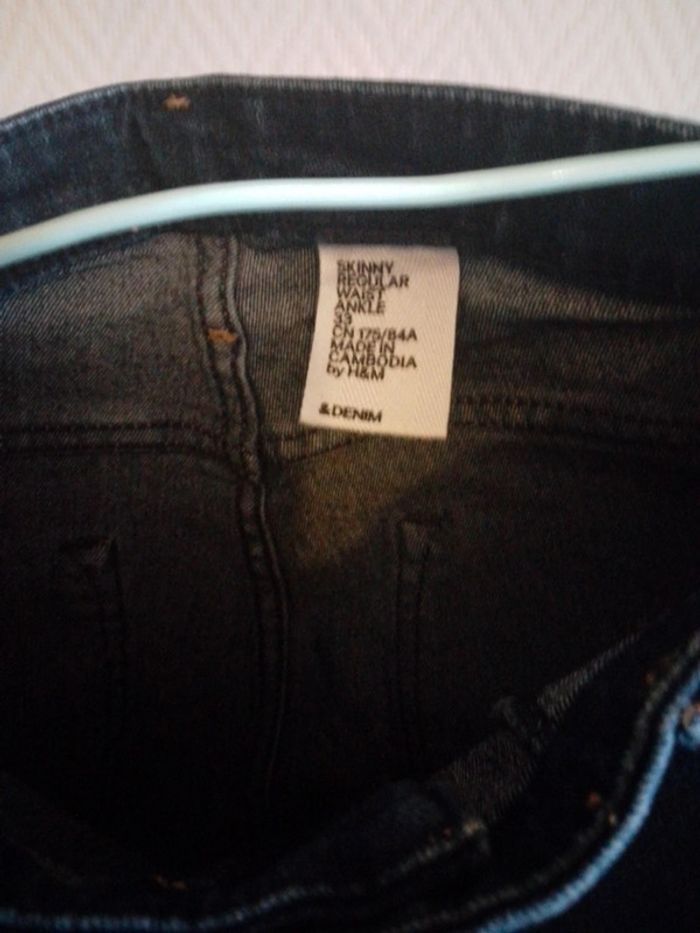 SKINNY
REGULAR
WAIST
ANKLE
33
CN 175/84A
MADE IN
CAMBODIA
by H&M
&DENIM